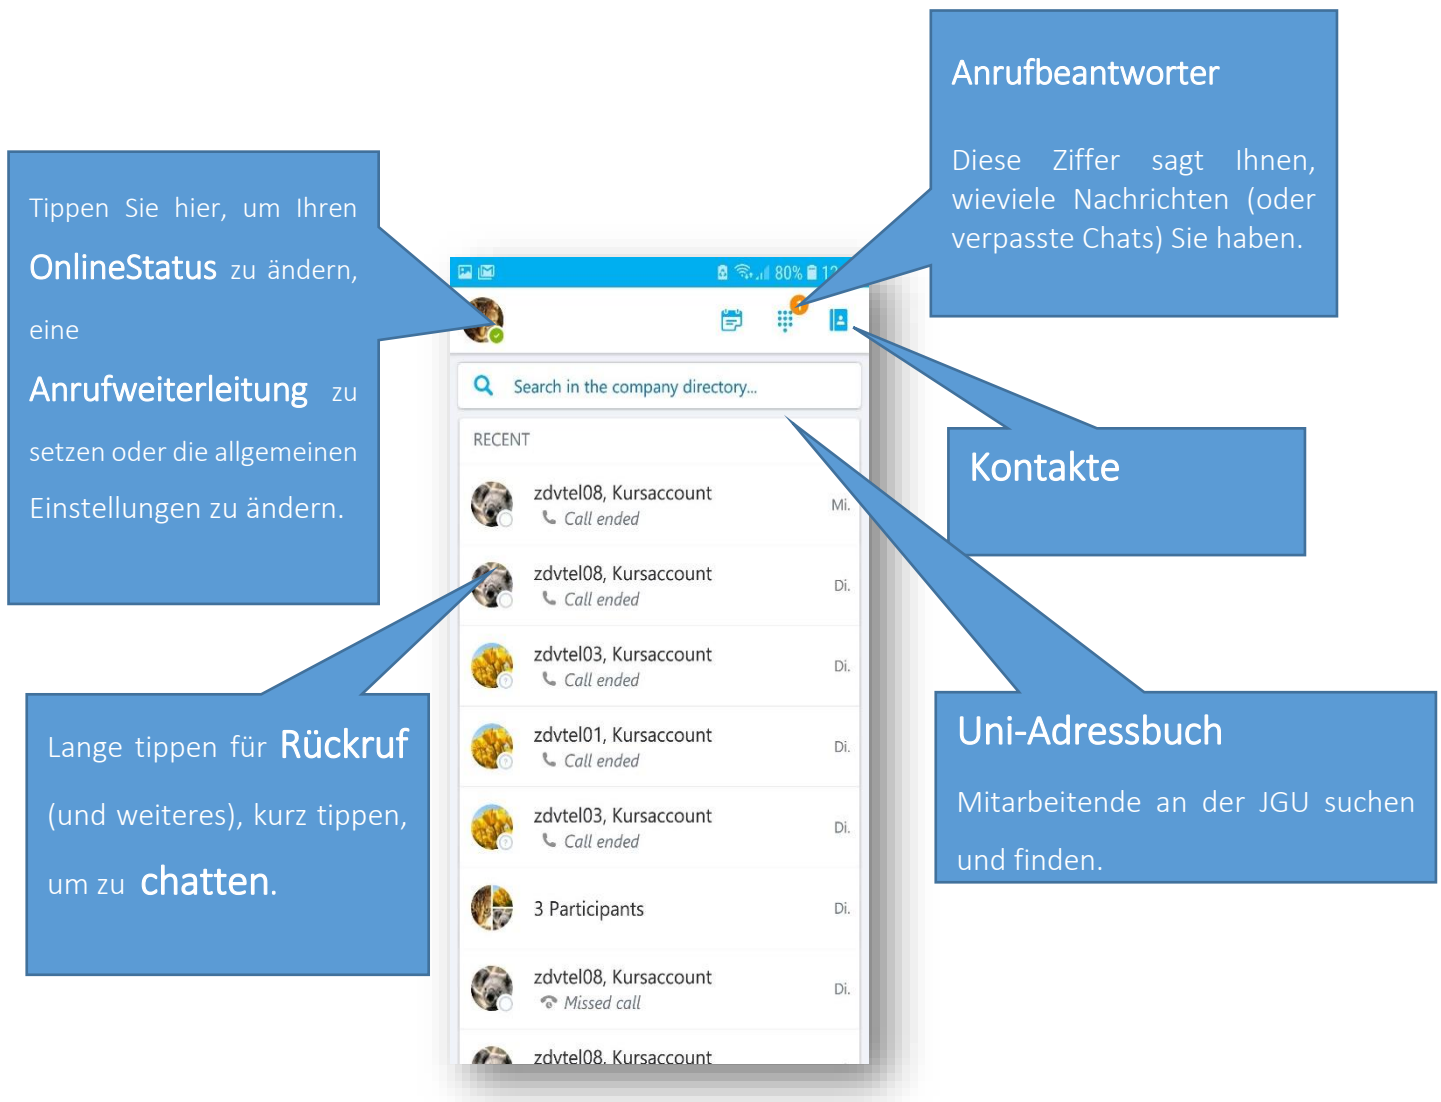 Anrufbeantworter
Diese Ziffer sagt Ihnen,
wieviele Nachrichten (oder
verpasste Chats) Sie haben.
Tippen Sie hier, um Ihren
OnlineStatus zu ändern,
eine
Anrufweiterleitung zu
setzen oder die allgemeinen
Einstellungen zu ändern.
80%
Search in the company directory...
RECENT
zdvtel08, Kursaccount
Call ended
Mi.
zdvtel08, Kursaccount
Call ended
Di.
zdvtel03, Kursaccount
Call ended
Di.
zdvtel01, Kursaccount
Call ended
Di.
zdvtel03, Kursaccount
Call ended
Di.
3 Participants
Di.
zdvtel08, Kursaccount
Missed call
Di.
zdvtel08, Kursaccount
Kontakte
Lange tippen für Rückruf
(und weiteres), kurz tippen,
um zu chatten.
Uni-Adressbuch
Mitarbeitende an der JGU suchen
und finden.